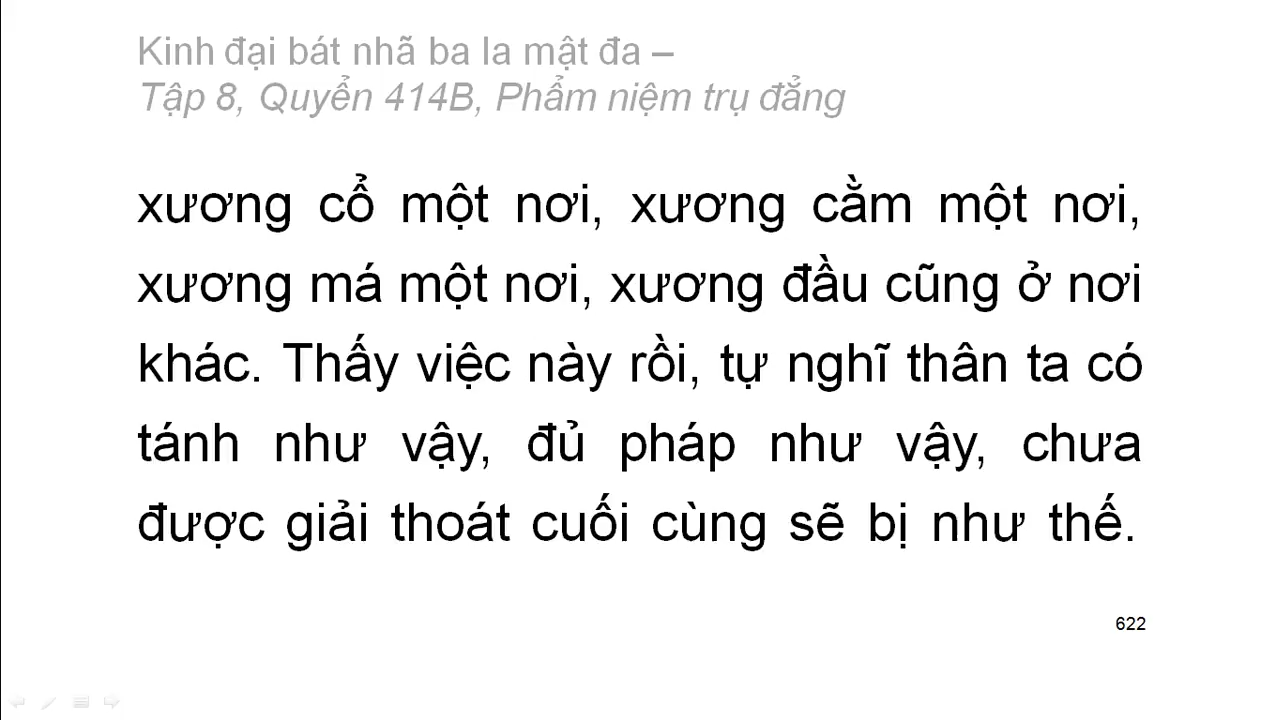 Kinh đại bát nhã ba la mật đa –
Tập 8, Quyển 414B, Phẩm niệm trụ đẳng
xương cổ một nơi, xương cằm một nơi,
xương má một nơi, xương đầu cũng ở nơi
khác. Thấy việc này rồi, tự nghĩ thân ta có
tánh như vậy, đủ pháp như vậy, chưa
được giải thoát cuối cùng sẽ bị như thế.
622